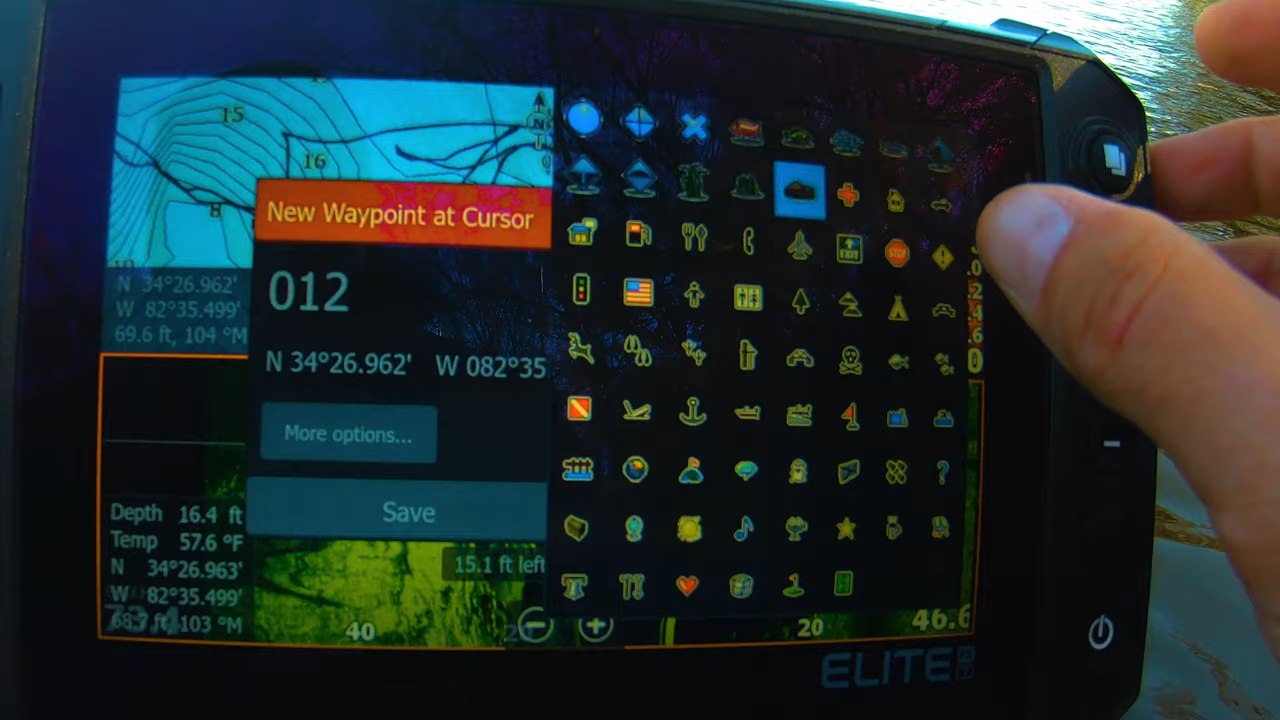 15
16
8
N 34°26.962'
W 82°35.499'
69.6 ft, 104 °M
New Waypoint at Cursor
012
N 34°26.962' W 082°35
More options...
Save
EXIT
STOP
Depth 16.4 ft
Temp 57.6 °F
N 34°26.963'
W 82°35.499'
68.7 ft, 103 °M
15.1 ft left
40
20
46.6
ELITE